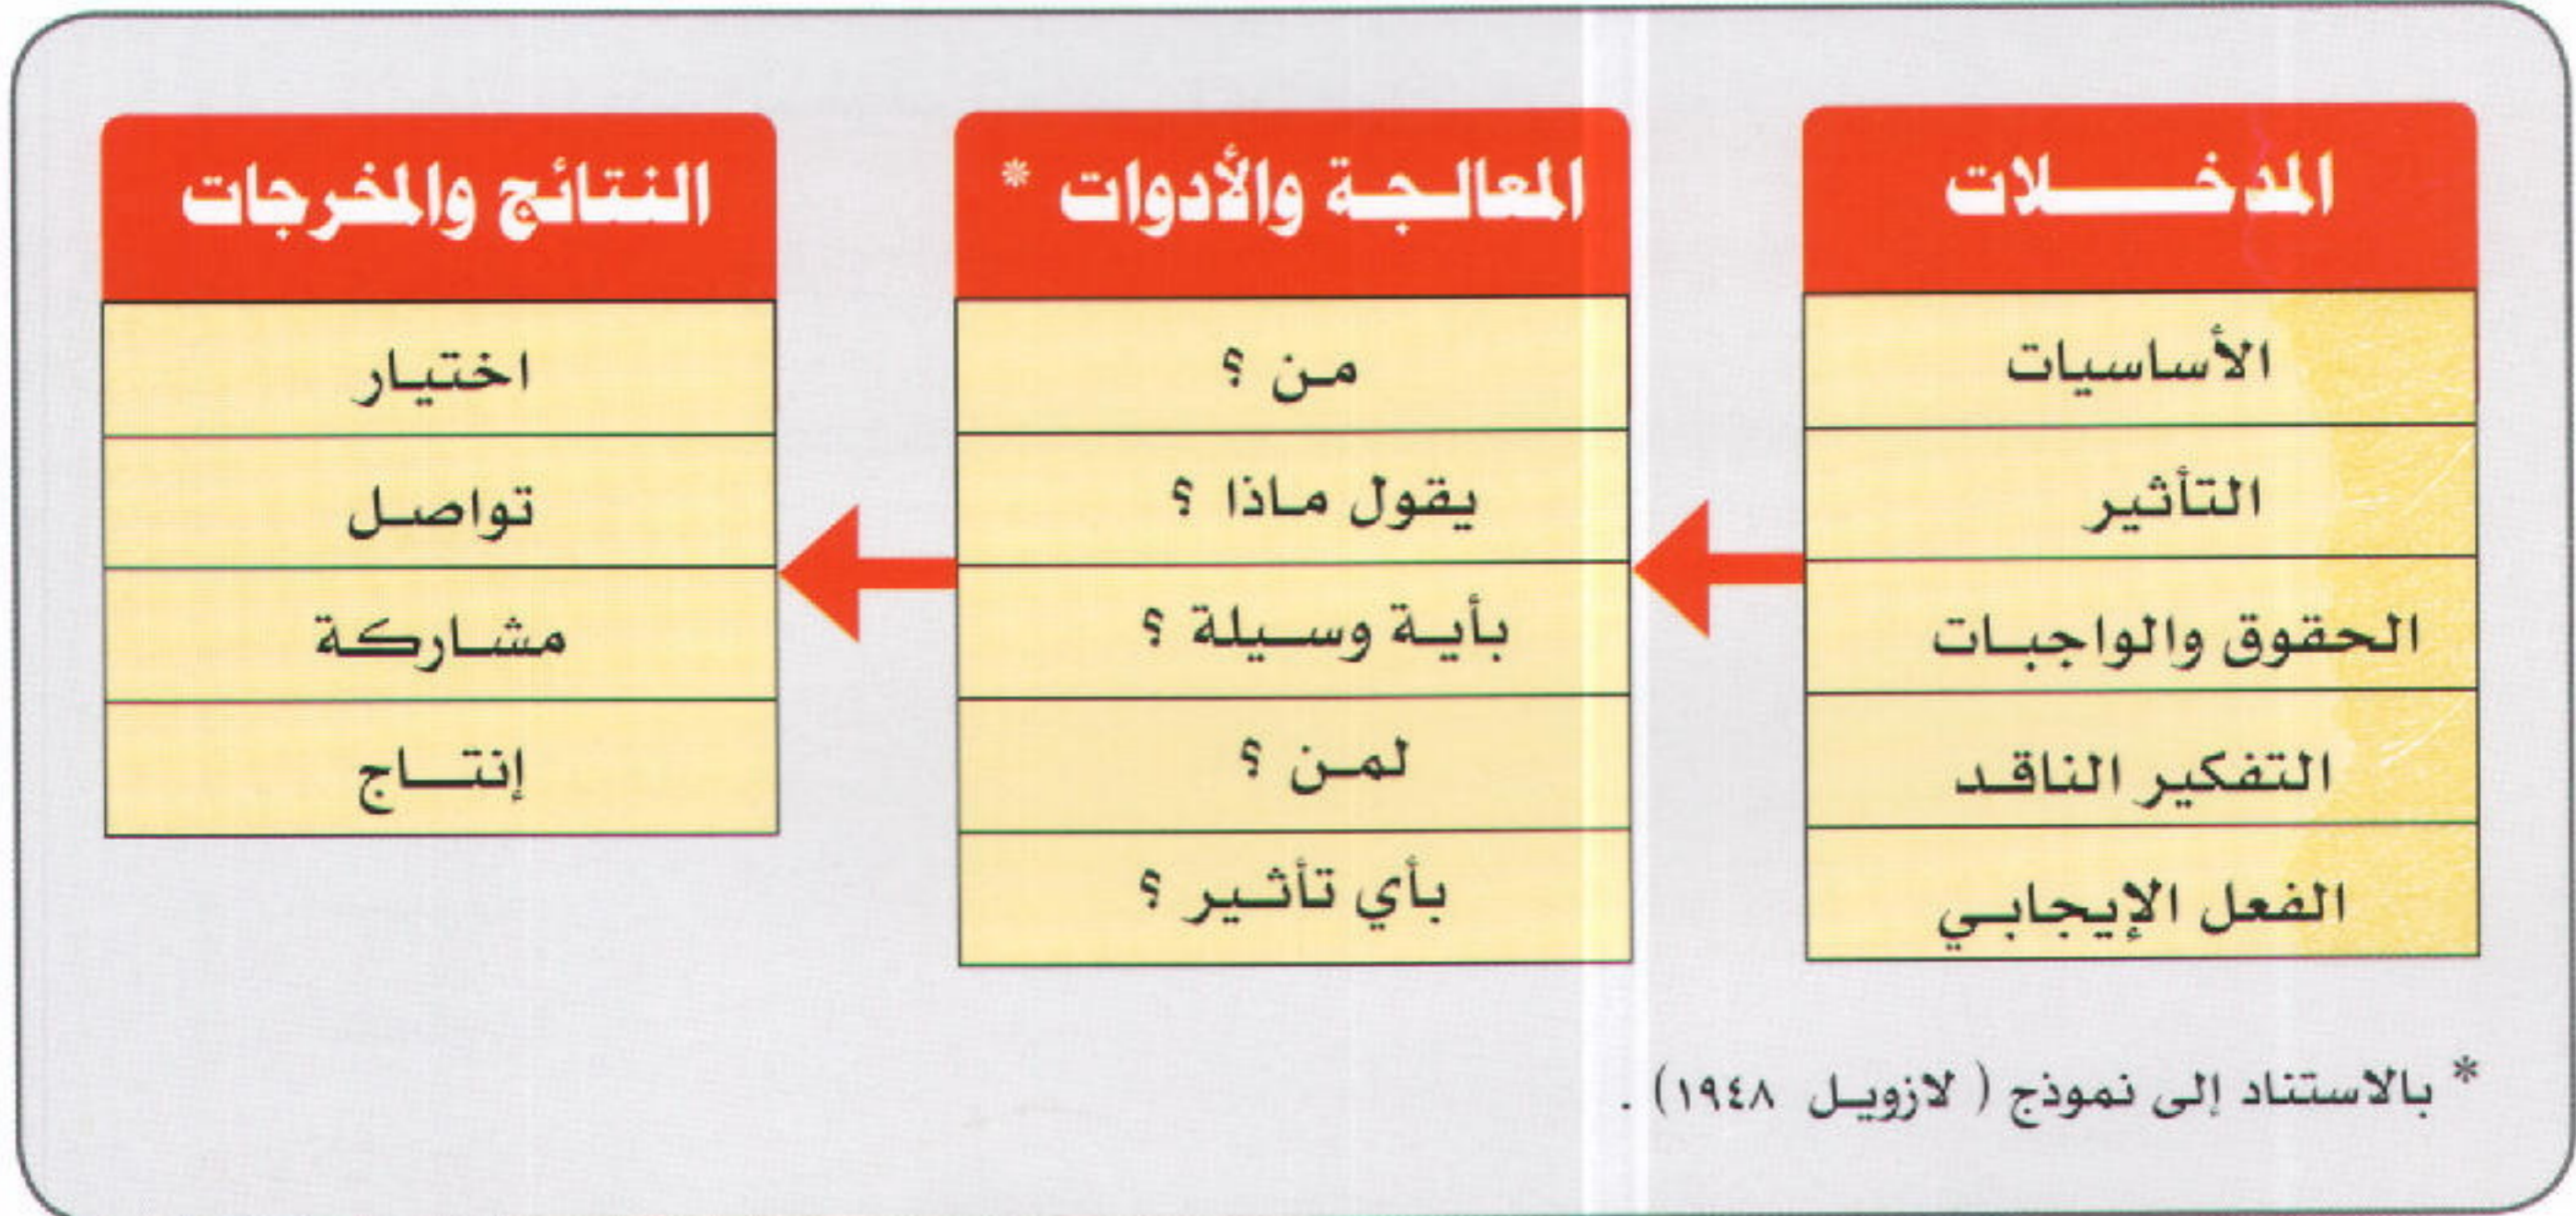 المدخلات
الأساسيات
التأثير
الحقوق والواجبات
التفكير الناقد
الفعل الإيجابي
المعالجة والأدوات *
من ؟
يقول ماذا ؟
بأية وسيلة ؟
لمن ؟
بأي تأثير ؟
النتائج والمخرجات
اختيار
تواصل
مشاركة
إنتاج
* بالاستناد إلى نموذج ( لازويل ١٩٤٨) .